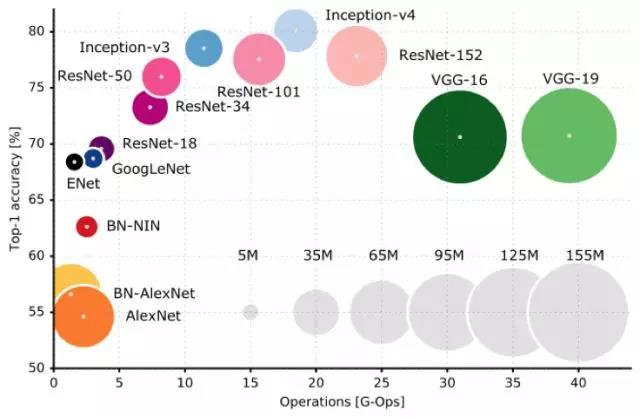 80
75
70
65
60
55
50
Top-1 accuracy [%]
Inception-v4
Inception-v3
ResNet-152
ResNet-50
VGG-16
VGG-19
ResNet-101
ResNet-34
ResNet-18
GoogLeNet
ENet
BN-NIN
5M 35M 65M 95M 125M 155M
BN-AlexNet
AlexNet
0 5 10 15 20 25 30 35 40
Operations [G-Ops]